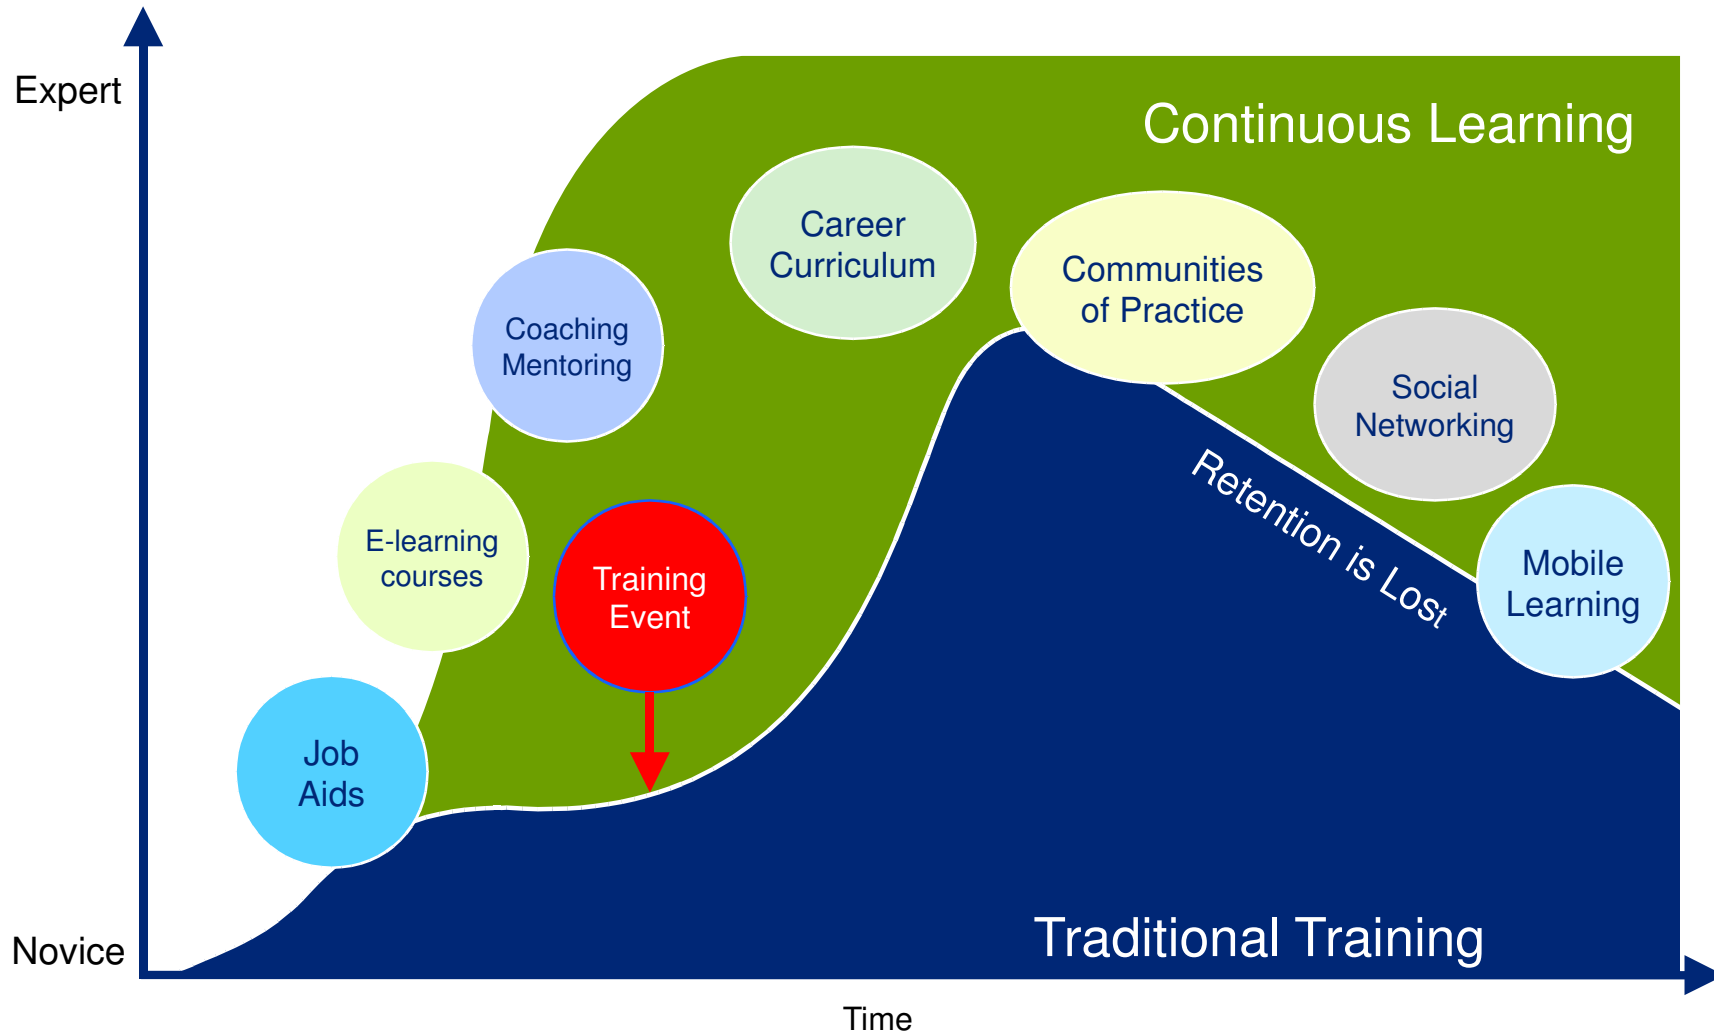 Expert
Continuous Learning
Career
Curriculum
Communities
of Practice
Coaching
Mentoring
Social
Networking
Retention is Lost
E-learning
courses
Training
Event
Mobile
Learning
Job
Aids
Novice
Traditional Training
Time